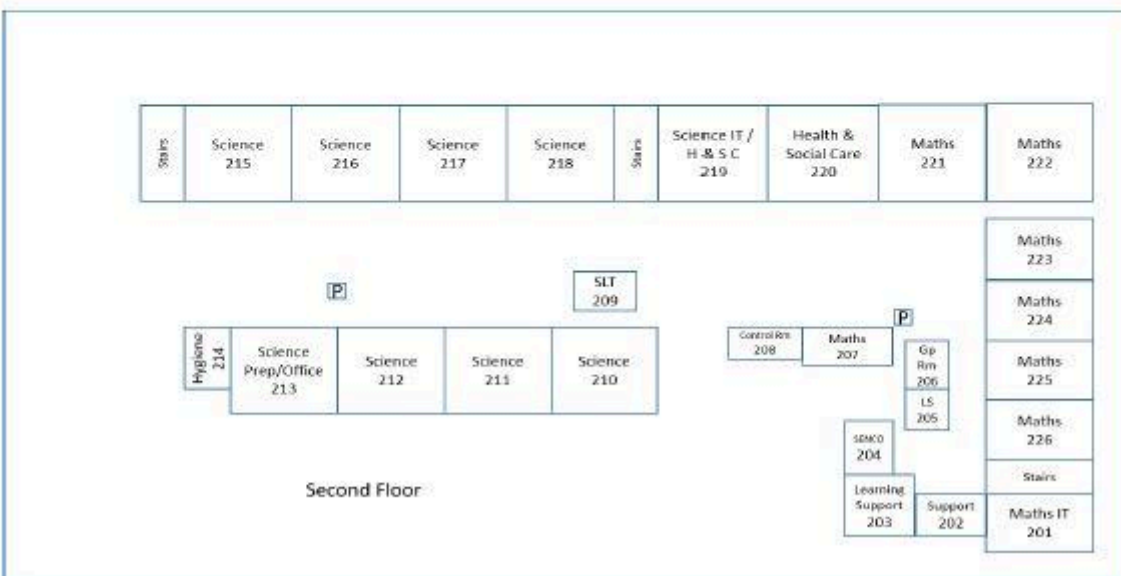 Stairs
Science
215
Science
216
Science
217
Science
218
Stairs
Science IT /
H & S C
219
Health &
Social Care
220
Maths
221
Maths
222
Maths
223
SLT
209
P
Maths
224
P
Hygiene
214
Science
Prep/Office
213
Science
212
Science
211
Science
210
Control Rm
208
Maths
207
Gp
Rm
206
Maths
225
LS
205
Maths
226
SENCO
204
Stairs
Second Floor
Learning
Support
203
Support
202
Maths IT
201